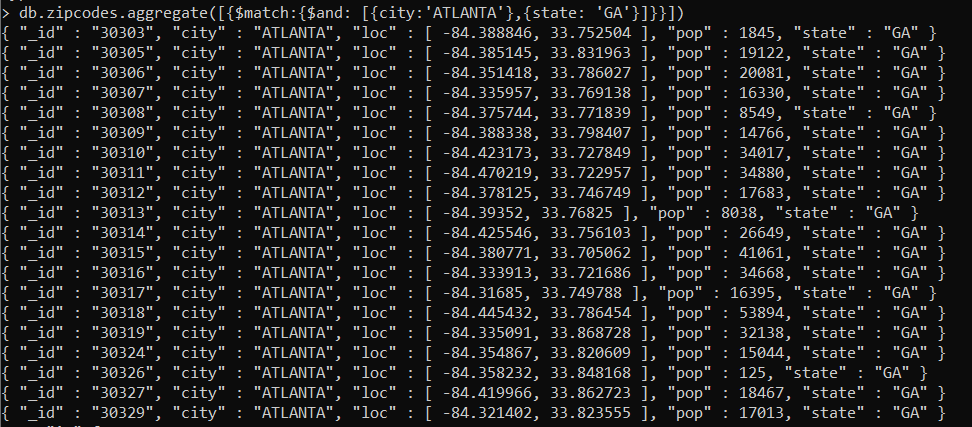 > db.zipcodes.aggregate([{$match:{$and: [{city:'ATLANTA'},{state: 'GA'}]}}])
{ "_id" : "30303", "city" : "ATLANTA", "loc" : [ -84.388846, 33.752504 ], "pop" : 1845, "state" : "GA" }
{ "_id" : "30305", "city" : "ATLANTA", "loc" : [ -84.385145, 33.831963 ], "pop" : 19122, "state" : "GA" }
{ "_id" : "30306", "city" : "ATLANTA", "loc" : [ -84.351418, 33.786027 ], "pop" : 20081, "state" : "GA" }
{ "_id" : "30307", "city" : "ATLANTA", "loc" : [ -84.335957, 33.769138 ], "pop" : 16330, "state" : "GA" }
{ "_id" : "30308", "city" : "ATLANTA", "loc" : [ -84.375744, 33.771839 ], "pop" : 8549, "state" : "GA" }
{ "_id" : "30309", "city" : "ATLANTA", "loc" : [ -84.388338, 33.798407 ], "pop" : 14766, "state" : "GA" }
{ "_id" : "30310", "city" : "ATLANTA", "loc" : [ -84.423173, 33.727849 ], "pop" : 34017, "state" : "GA" }
{ "_id" : "30311", "city" : "ATLANTA", "loc" : [ -84.470219, 33.722957 ], "pop" : 34880, "state" : "GA" }
{ "_id" : "30312", "city" : "ATLANTA", "loc" : [ -84.378125, 33.746749 ], "pop" : 17683, "state" : "GA" }
{ "_id" : "30313", "city" : "ATLANTA", "loc" : [ -84.39352, 33.76825 ], "pop" : 8038, "state" : "GA" }
{ "_id" : "30314", "city" : "ATLANTA", "loc" : [ -84.425546, 33.756103 ], "pop" : 26649, "state" : "GA" }
{ "_id" : "30315", "city" : "ATLANTA", "loc" : [ -84.380771, 33.705062 ], "pop" : 41061, "state" : "GA" }
{ "_id" : "30316", "city" : "ATLANTA", "loc" : [ -84.333913, 33.721686 ], "pop" : 34668, "state" : "GA" }
{ "_id" : "30317", "city" : "ATLANTA", "loc" : [ -84.31685, 33.749788 ], "pop" : 16395, "state" : "GA" }
{ "_id" : "30318", "city" : "ATLANTA", "loc" : [ -84.445432, 33.786454 ], "pop" : 53894, "state" : "GA" }
{ "_id" : "30319", "city" : "ATLANTA", "loc" : [ -84.335091, 33.868728 ], "pop" : 32138, "state" : "GA" }
{ "_id" : "30324", "city" : "ATLANTA", "loc" : [ -84.354867, 33.820609 ], "pop" : 15044, "state" : "GA" }
{ "_id" : "30326", "city" : "ATLANTA", "loc" : [ -84.358232, 33.848168 ], "pop" : 125, "state" : "GA" }
{ "_id" : "30327", "city" : "ATLANTA", "loc" : [ -84.419966, 33.862723 ], "pop" : 18467, "state" : "GA" }
{ "_id" : "30329", "city" : "ATLANTA", "loc" : [ -84.321402, 33.823555 ], "pop" : 17013, "state" : "GA" }